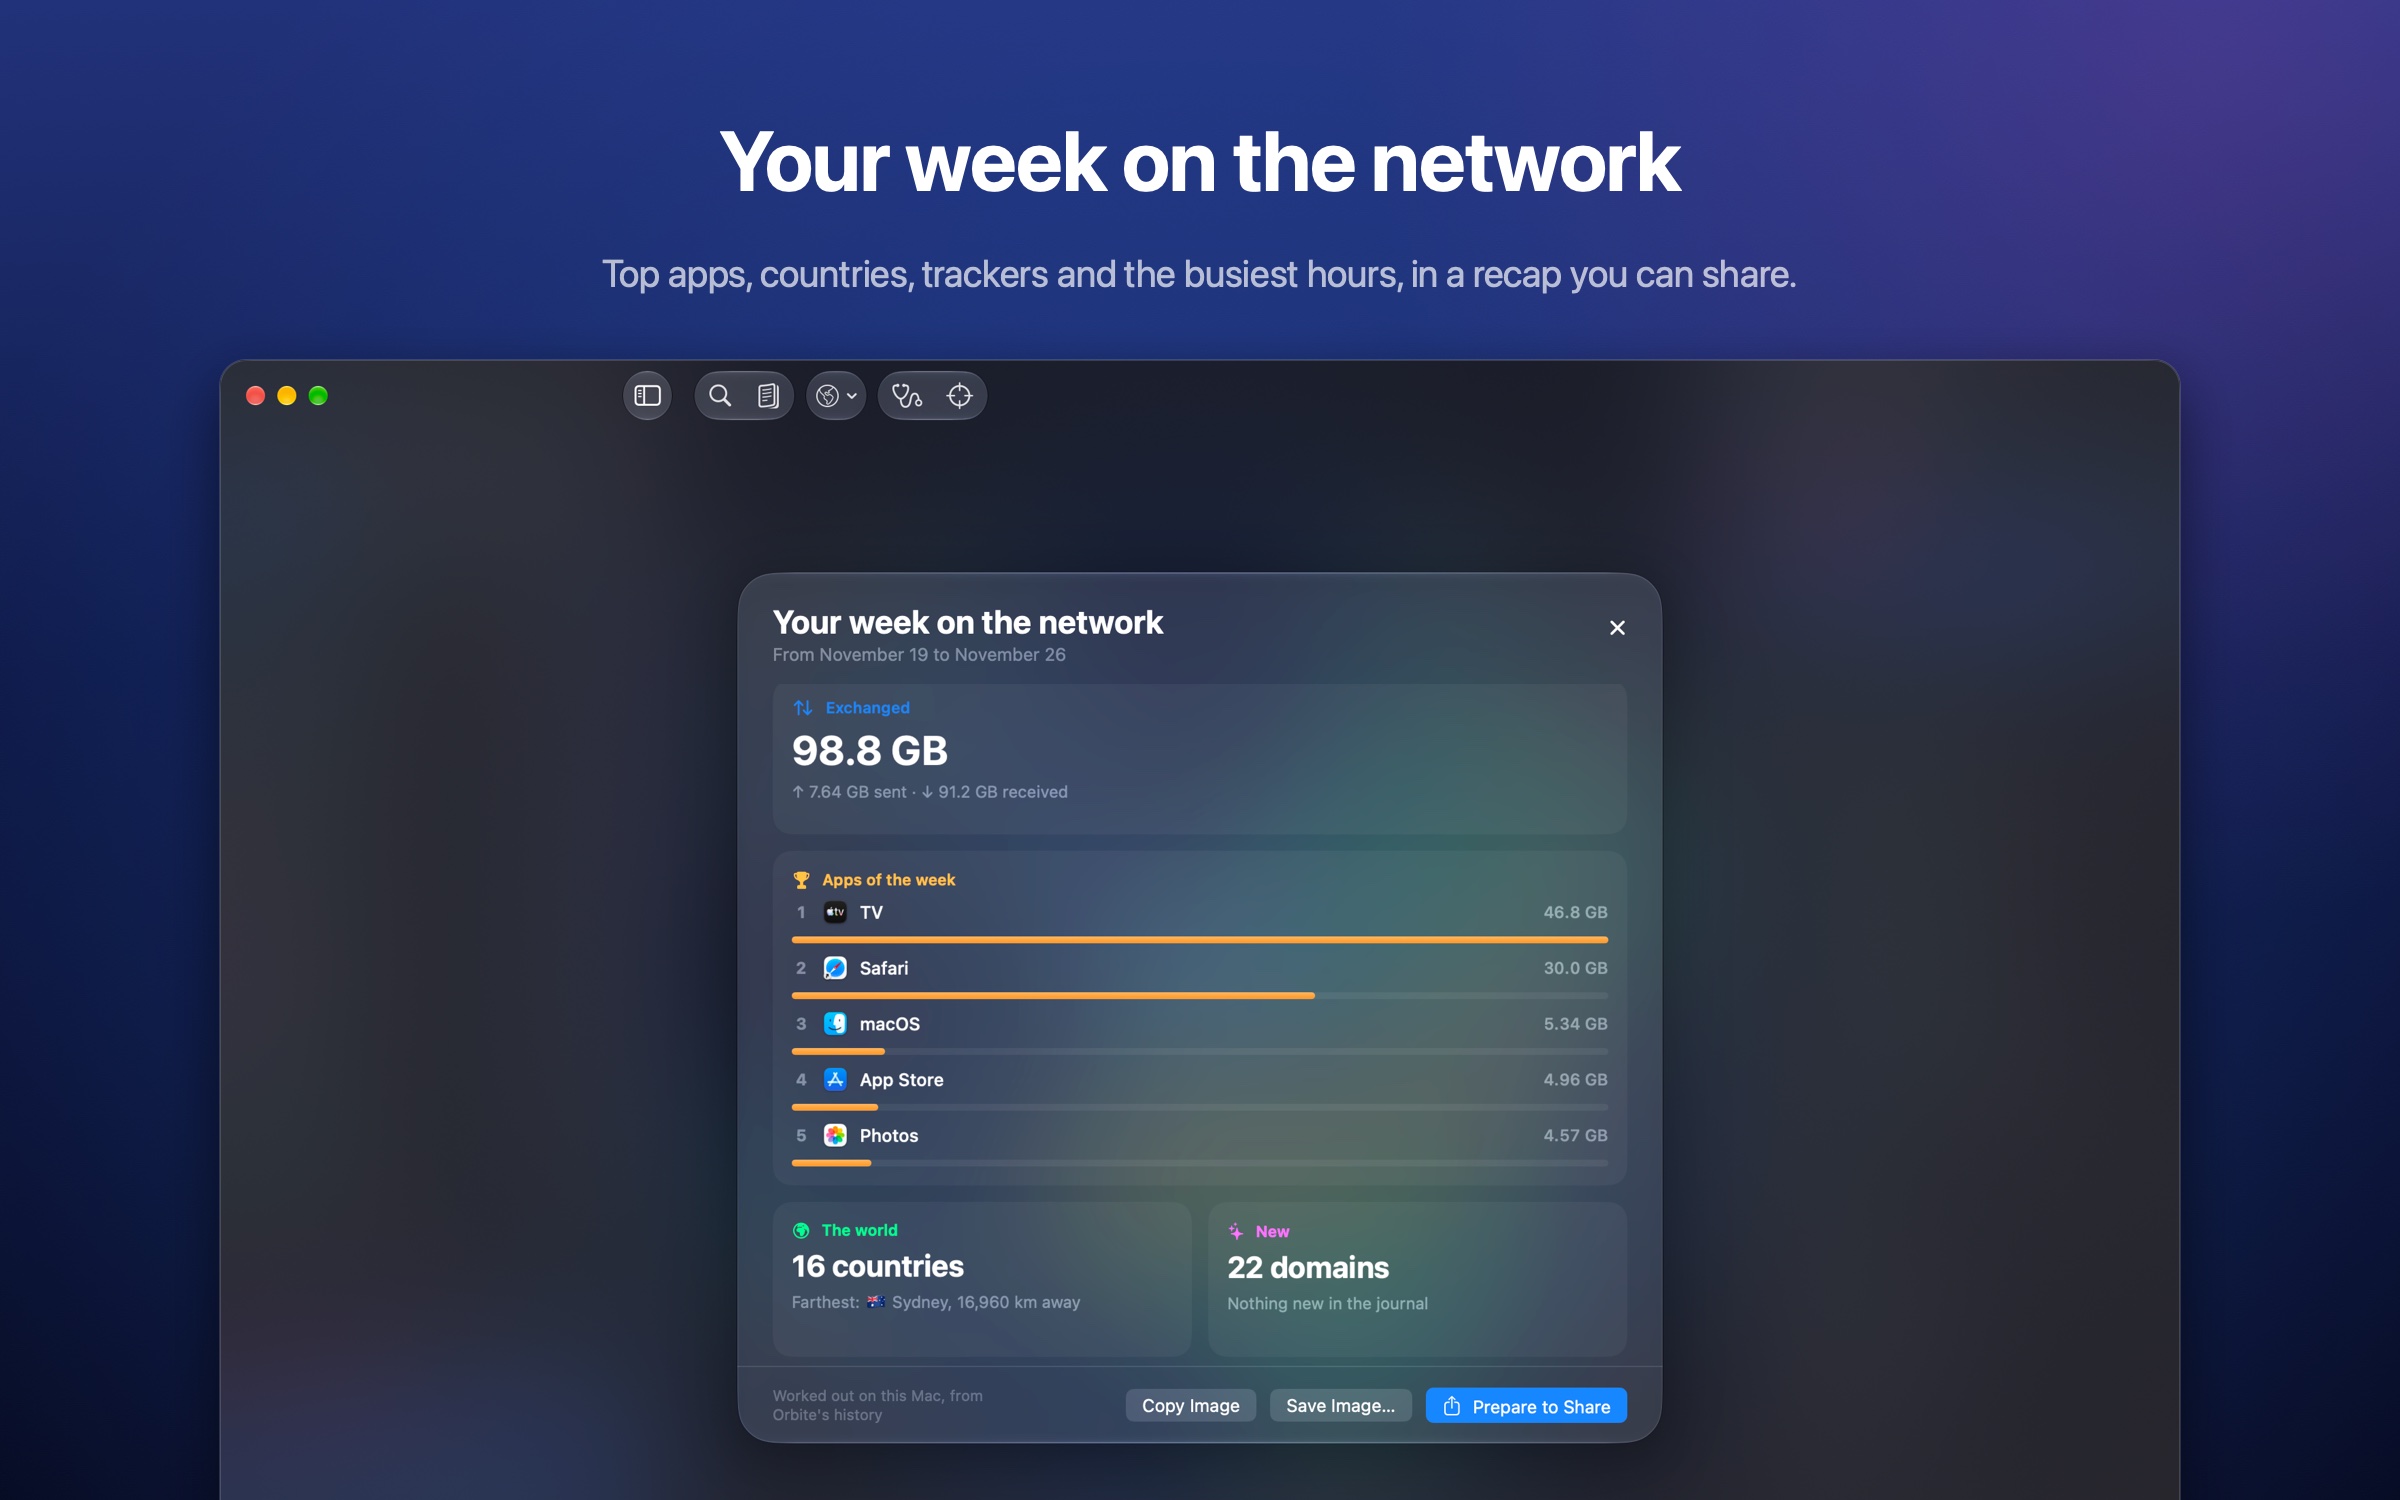 Your week on the network
Top apps, countries, trackers and the busiest hours, in a recap you can share.
Your week on the network
From November 19 to November 26
Exchanged
98.8 GB
↑ 7.64 GB sent · ↓ 91.2 GB received
Apps of the week
1 tv TV 46.8 GB
2 Safari 30.0 GB
3 macOS 5.34 GB
4 App Store 4.96 GB
5 Photos 4.57 GB
The world
16 countries
Farthest: 🇦🇺 Sydney, 16,960 km away
New
22 domains
Nothing new in the journal
Worked out on this Mac, from
Orbite's history
Copy Image
Save Image...
Prepare to Share